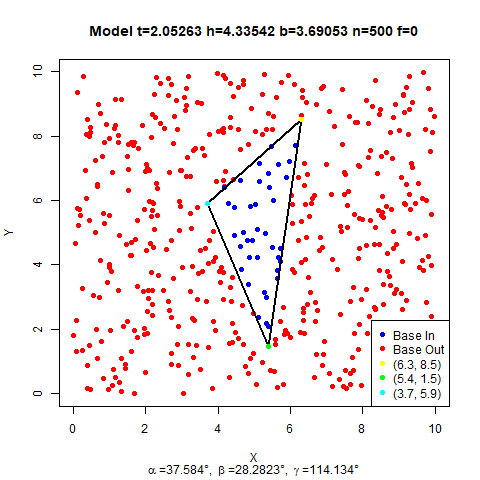 Model t=2.05263 h=4.33542 b=3.69053 n=500 f=0
10
8
6
4
2
0
Y
Base In
Base Out
(6.3, 8.5)
(5.4, 1.5)
(3.7, 5.9)
0 2 4 6 8 10
X
α =37.584°, β =28.2823°, γ =114.134°